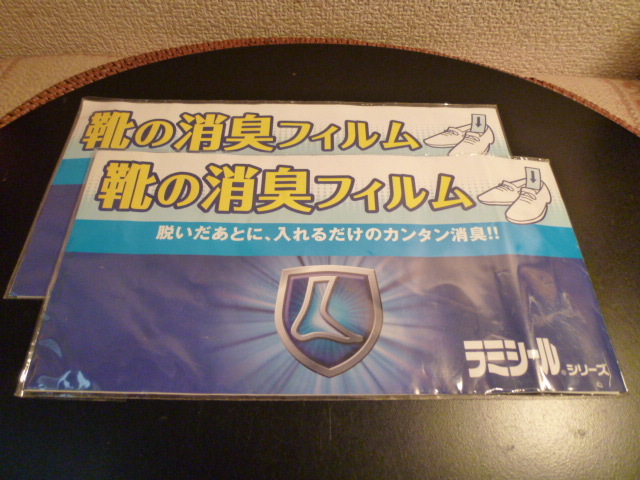 靴の消臭フィルム
靴の消臭フィルム
脱いだあとに、入れるだけのカンタン消臭!!
ラミシール®シリーズ